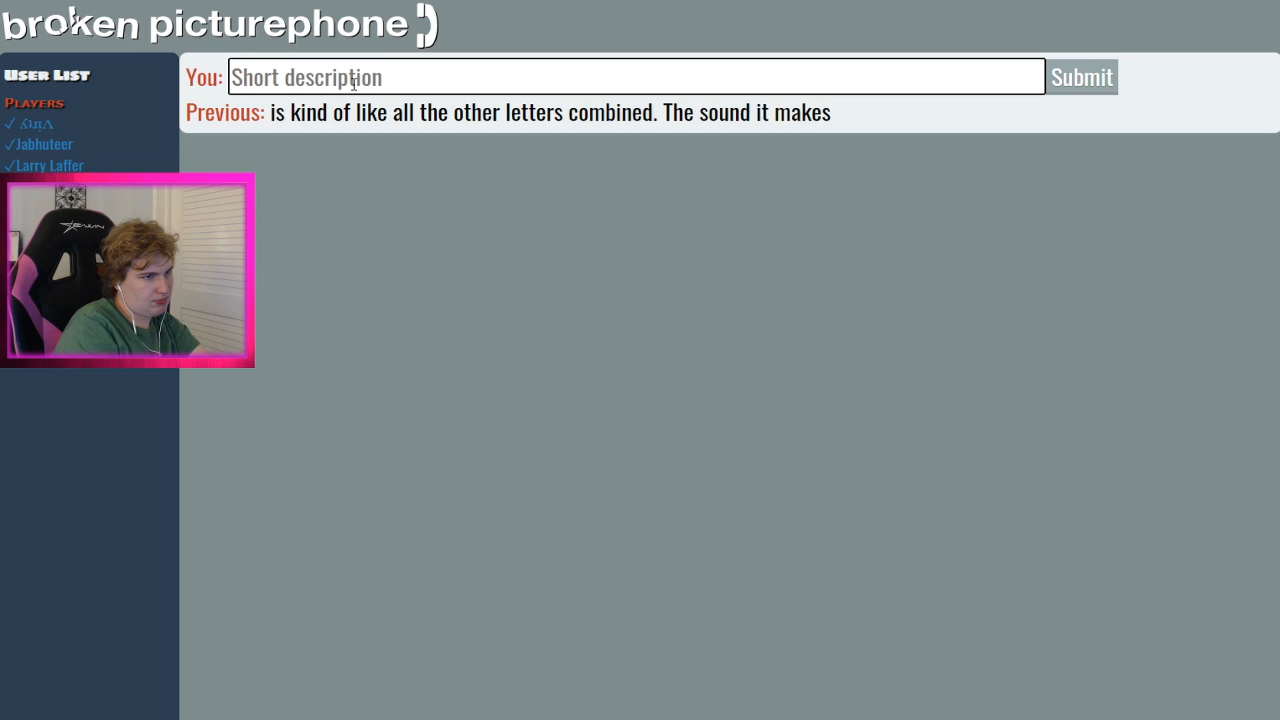 broken picturephone
User List
Players
✓ ʎʇıɥΛ
✓Jabhuteer
✓Larry Laffer
You: Short description Submit
Previous: is kind of like all the other letters combined. The sound it makes